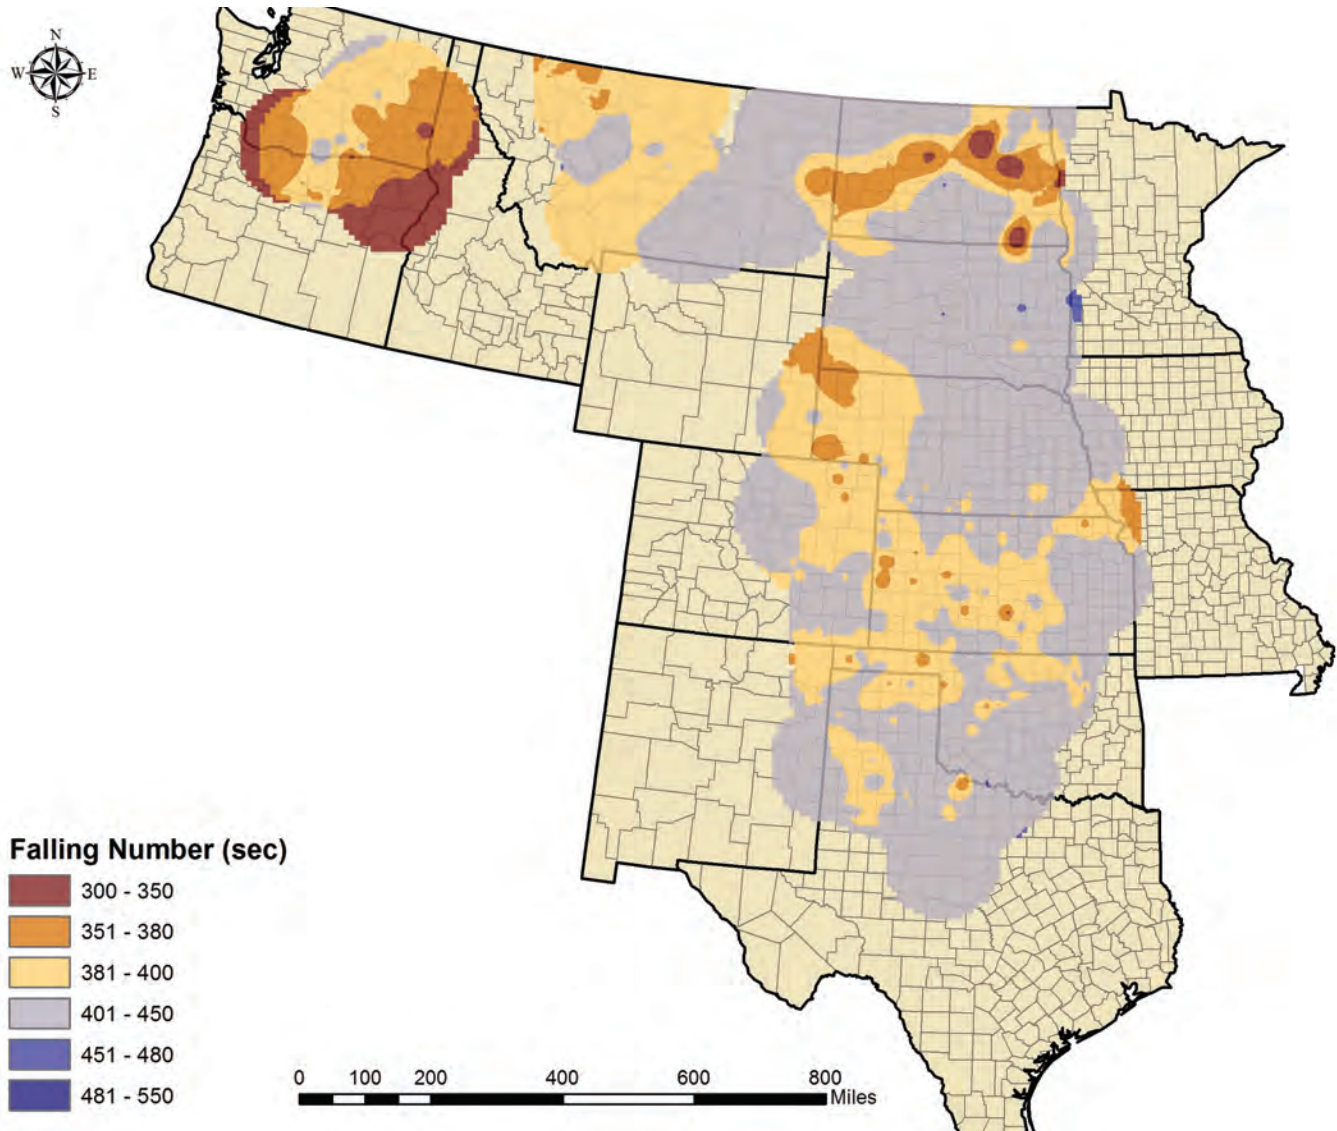 N
W E
S
Falling Number (sec)
300 - 350
351 - 380
381 - 400
401 - 450
451 - 480
481 - 550
0 100 200 400 600 800
Miles